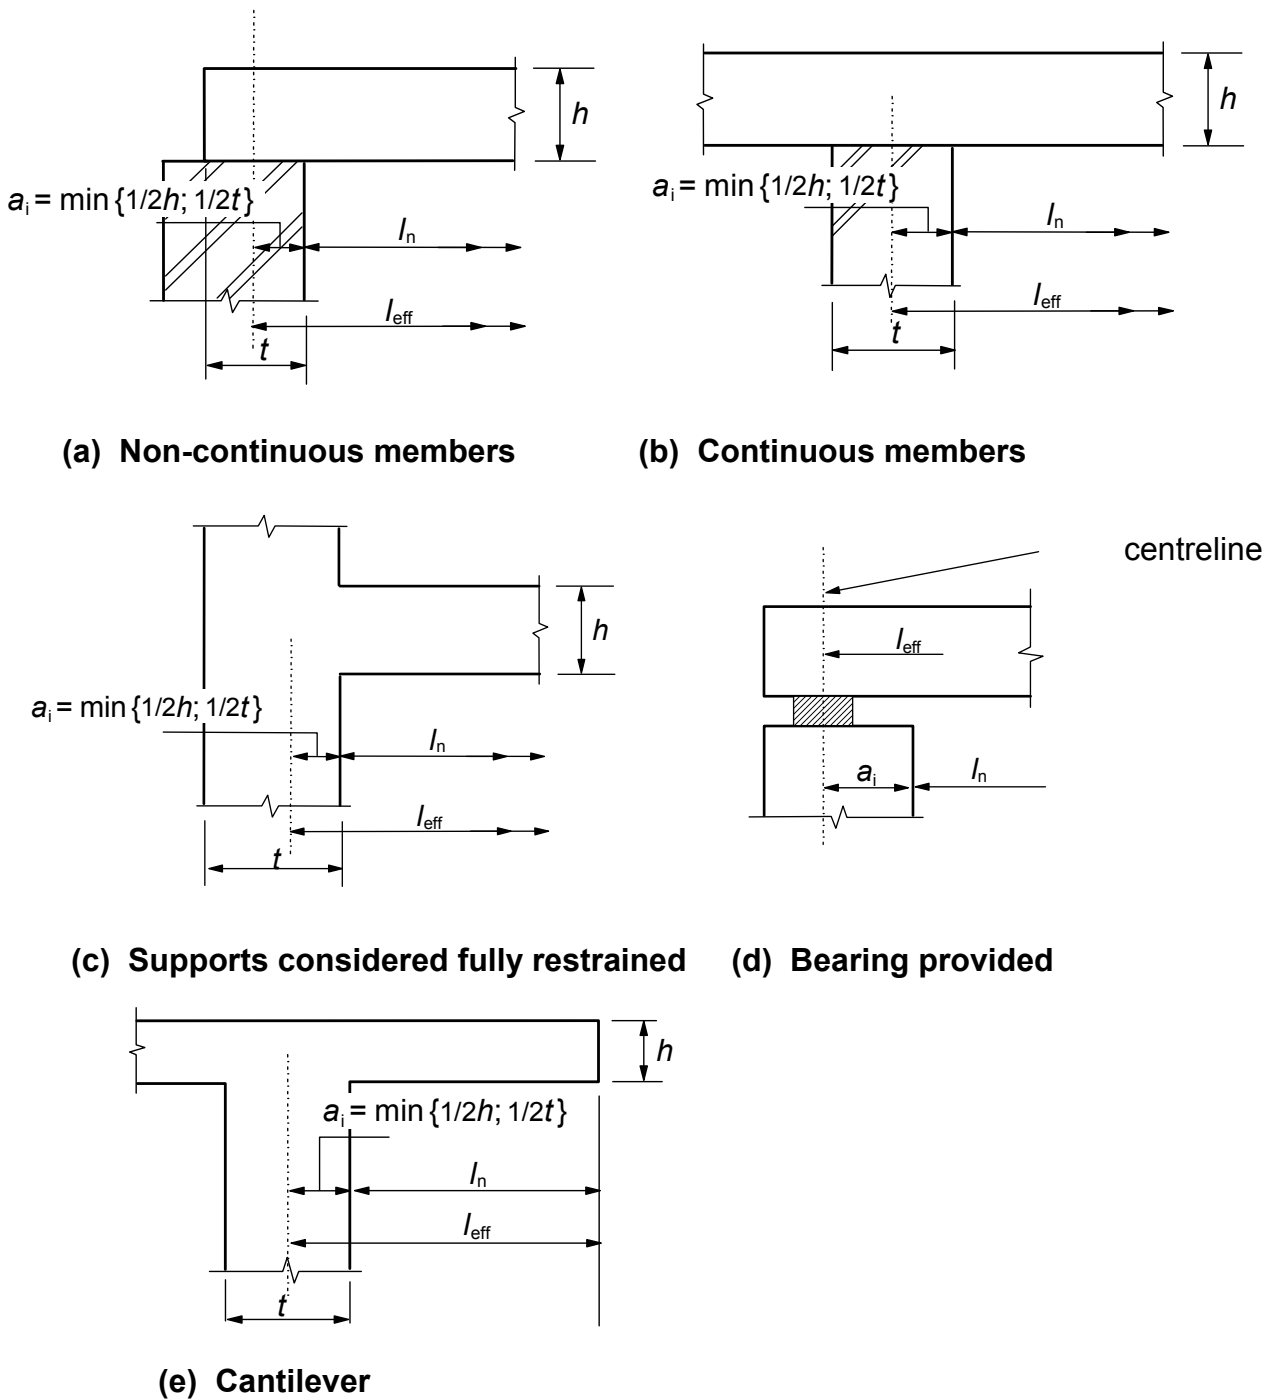 h
a_i = min {1/2h; 1/2t}
l_n
l_eff
t
(a) Non-continuous members
h
a_i = min {1/2h; 1/2t}
l_n
l_eff
t
(b) Continuous members
h
a_i = min {1/2h; 1/2t}
l_n
l_eff
t
(c) Supports considered fully restrained
centreline
l_eff
a_i
l_n
(d) Bearing provided
h
a_i = min {1/2h; 1/2t}
l_n
l_eff
t
(e) Cantilever